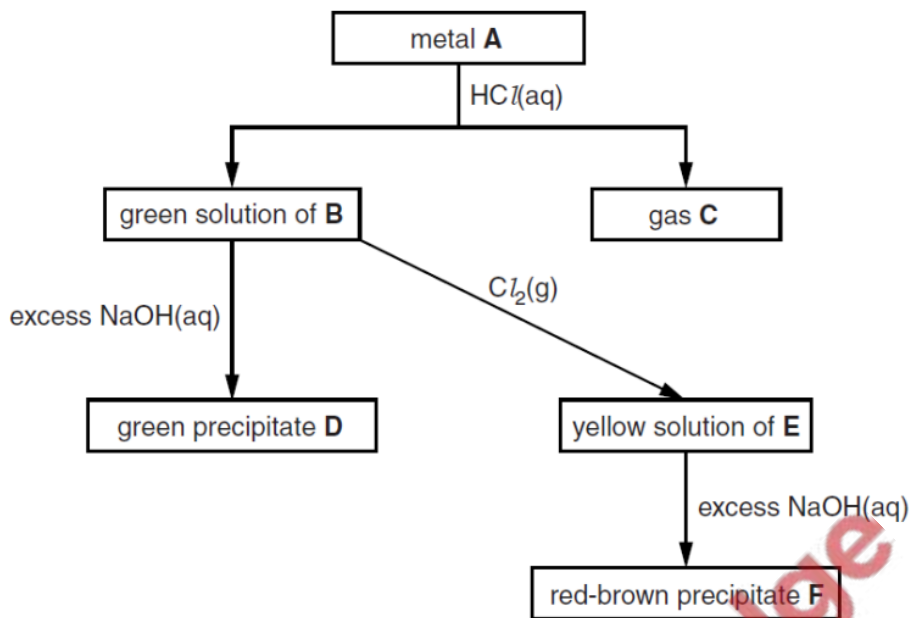 metal A
HCl(aq)
green solution of B
gas C
Cl₂(g)
excess NaOH(aq)
green precipitate D
yellow solution of E
excess NaOH(aq)
red-brown precipitate F